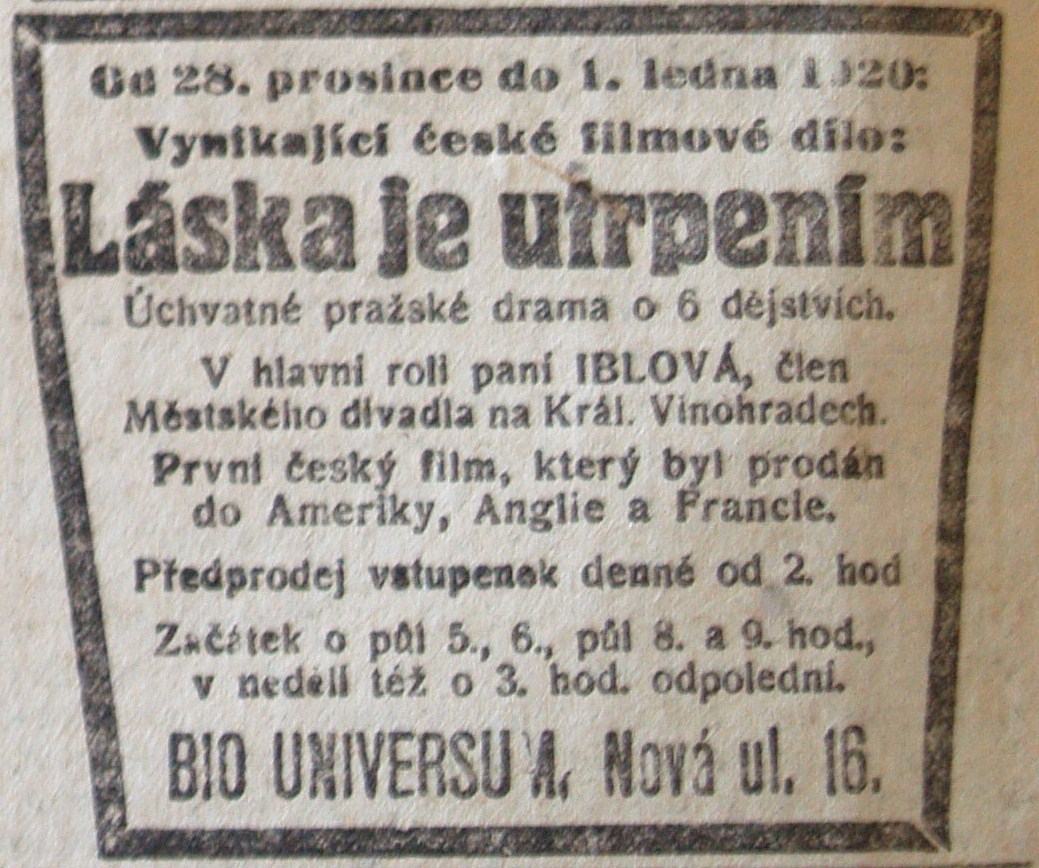 Od 28. prosince do 1. ledna 1920:
Vynikající české filmové dílo:
Láska je utrpením
Úchvatné pražské drama o 6 dějstvích.
V hlavní roli paní IBLOVÁ, člen
Městského divadla na Král. Vinohradech.
První český film, který byl prodán
do Ameriky, Anglie a Francie.
Předprodej vstupenek denně od 2. hod
Začátek o půl 5., 6., půl 8. a 9. hod.,
v neděli též o 3. hod. odpolední.
BIO UNIVERSUM, Nová ul. 16.